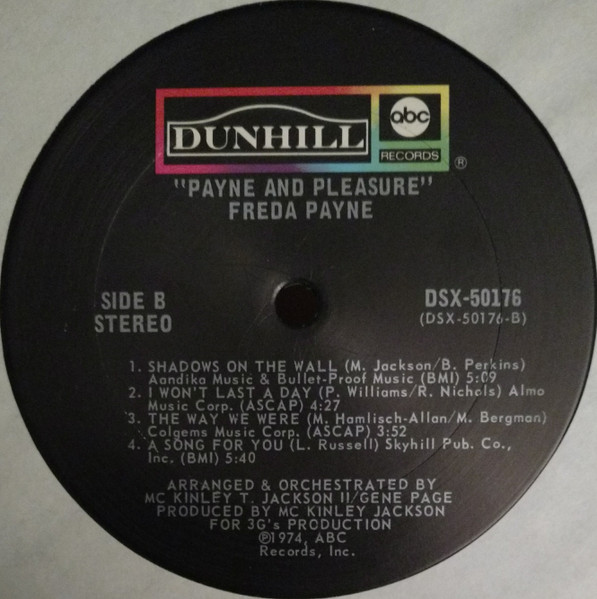 DUNHILL
abc
RECORDS
®
"PAYNE AND PLEASURE"
FREDA PAYNE
SIDE B
STEREO
DSX-50176
(DSX-50176-B)
1. SHADOWS ON THE WALL (M. Jackson/B. Perkins)
Aandika Music & Bullet-Proof Music (BMI) 5:09
2. I WON'T LAST A DAY (P. Williams/R. Nichols) Almo
Music Corp. (ASCAP) 4:27
3. THE WAY WE WERE (M. Hamlisch-Allan/M. Bergman)
Colgems Music Corp. (ASCAP) 3:52
4. A SONG FOR YOU (L. Russell) Skyhill Pub. Co.,
Inc. (BMI) 5:40
ARRANGED & ORCHESTRATED BY
MC KINLEY T. JACKSON II/GENE PAGE
PRODUCED BY MC KINLEY JACKSON
FOR 3G's PRODUCTION
℗1974, ABC
Records, Inc.